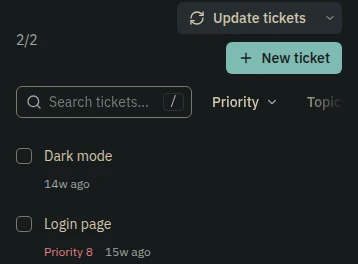 Update tickets
2/2
New ticket
Search tickets... /
Priority Topic
Dark mode
14w ago
Login page
Priority 8 15w ago